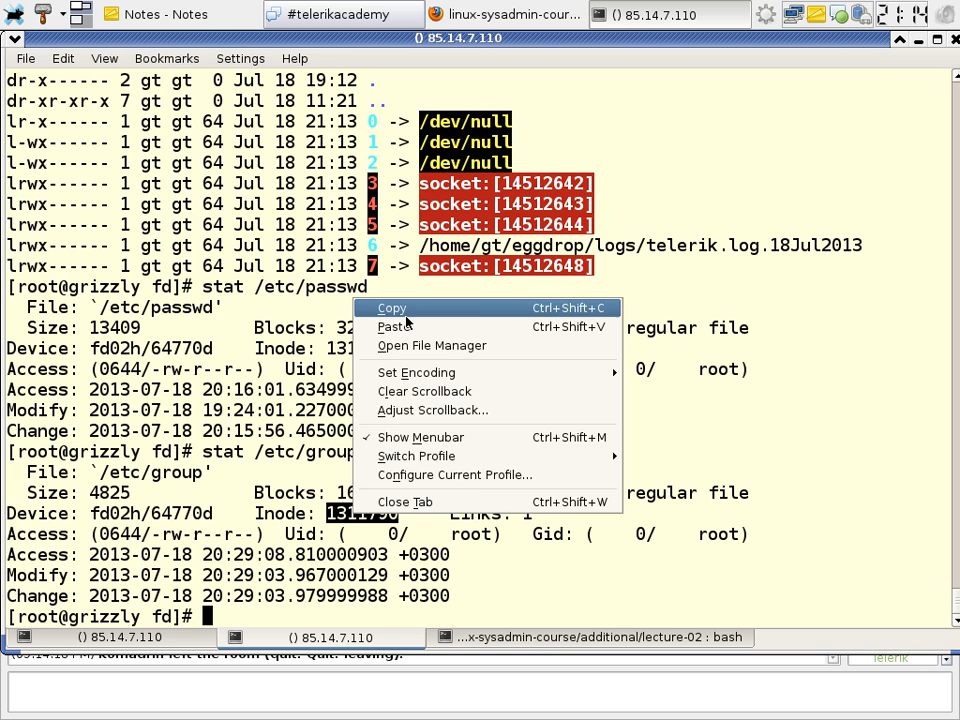 Notes - Notes
#telerikacademy
linux-sysadmin-cour...
() 85.14.7.110
21:14
() 85.14.7.110
File Edit View Bookmarks Settings Help
dr-x------ 2 gt gt  0 Jul 18 19:12 .
dr-xr-xr-x 7 gt gt  0 Jul 18 11:21 ..
lr-x------ 1 gt gt 64 Jul 18 21:13 0 -> /dev/null
l-wx------ 1 gt gt 64 Jul 18 21:13 1 -> /dev/null
l-wx------ 1 gt gt 64 Jul 18 21:13 2 -> /dev/null
lrwx------ 1 gt gt 64 Jul 18 21:13 3 -> socket:[14512642]
lrwx------ 1 gt gt 64 Jul 18 21:13 4 -> socket:[14512643]
lrwx------ 1 gt gt 64 Jul 18 21:13 5 -> socket:[14512644]
lrwx------ 1 gt gt 64 Jul 18 21:13 6 -> /home/gt/eggdrop/logs/telerik.log.18Jul2013
lrwx------ 1 gt gt 64 Jul 18 21:13 7 -> socket:[14512648]
[root@grizzly fd]# stat /etc/passwd
File: `/etc/passwd'
Size: 13409 Blocks: 32 regular file
Device: fd02h/64770d Inode: 131
Access: (0644/-rw-r--r--) Uid: ( 0/ root)
Access: 2013-07-18 20:16:01.634999
Modify: 2013-07-18 19:24:01.227000
Change: 2013-07-18 20:15:56.465000
[root@grizzly fd]# stat /etc/group
File: `/etc/group'
Size: 4825 Blocks: 16 regular file
Device: fd02h/64770d Inode: Links: 1
Access: (0644/-rw-r--r--) Uid: ( 0/ root) Gid: ( 0/ root)
Access: 2013-07-18 20:29:08.810000903 +0300
Modify: 2013-07-18 20:29:03.967000129 +0300
Change: 2013-07-18 20:29:03.979999988 +0300
[root@grizzly fd]#
Copy Ctrl+Shift+C
Paste Ctrl+Shift+V
Open File Manager
Set Encoding
Clear Scrollback
Adjust Scrollback...
Show Menubar Ctrl+Shift+M
Switch Profile
Configure Current Profile...
Close Tab Ctrl+Shift+W
() 85.14.7.110
() 85.14.7.110
...x-sysadmin-course/additional/lecture-02 : bash
left the room (quit: Quit: leaving).
Telerik